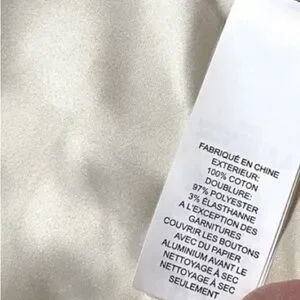 FABRIQUÉ EN CHINE
EXTERIEUR:
100% COTON
DOUBLURE:
97% POLYESTER
3% ÉLASTHANNE
A L'EXCEPTION DES
GARNITURES
COUVRIR LES BOUTONS
AVEC DU PAPIER
ALUMINIUM AVANT LE
NETTOYAGE À SEC
NETTOYAGE À SEC
SEULEMENT